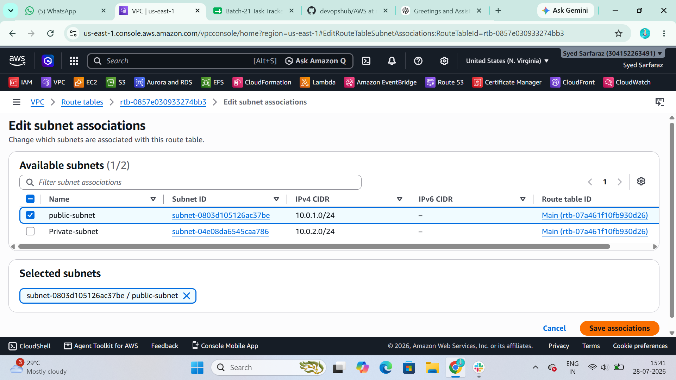 (5) WhatsApp
VPC | us-east-1
Batch-21 Task Track
devopshub/AWS at
Greetings and Assi
Ask Gemini
us-east-1.console.aws.amazon.com/vpcconsole/home?region=us-east-1#EditRouteTableSubnetAssociations:RouteTableId=rtb-0857e030933274bb3
aws
Search
[Alt+S]
Ask Amazon Q
United States (N. Virginia)
Syed Sarfaraz (304152263491)
Syed Sarfaraz
IAM
VPC
EC2
S3
Aurora and RDS
EFS
CloudFormation
Lambda
Amazon EventBridge
Route 53
Certificate Manager
CloudFront
CloudWatch
VPC
Route tables
rtb-0857e030933274bb3
Edit subnet associations
Edit subnet associations
Change which subnets are associated with this route table.
Available subnets (1/2)
Filter subnet associations
1
Name
Subnet ID
IPv4 CIDR
IPv6 CIDR
Route table ID
public-subnet
subnet-0803d105126ac37be
10.0.1.0/24
–
Main (rtb-07a461f10fb930d26)
Private-subnet
subnet-04e08da6545caa786
10.0.2.0/24
–
Main (rtb-07a461f10fb930d26)
Selected subnets
subnet-0803d105126ac37be / public-subnet
Cancel
Save associations
CloudShell
Agent Toolkit for AWS
Feedback
Console Mobile App
© 2026, Amazon Web Services, Inc. or its affiliates.
Privacy
Terms
Cookie preferences
Mostly cloudy
Search
ENG
IN
15:41
28-07-2026